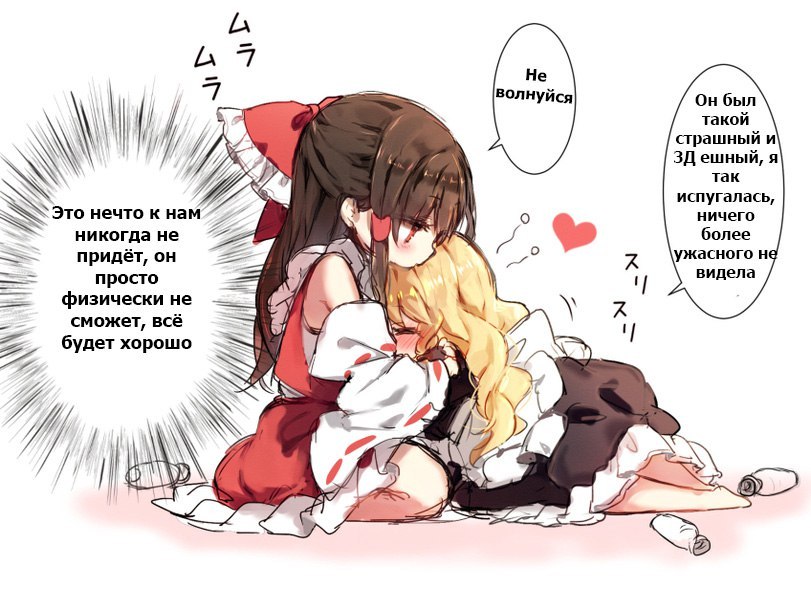 ムラ
ムラ
Не
волнуйся
Он был
такой
страшный и
3Д ешный, я
так
испугалась,
ничего
более
ужасного не
видела
Это нечто к нам
никогда не
придёт, он
просто
физически не
сможет, всё
будет хорошо
スリ
スリ